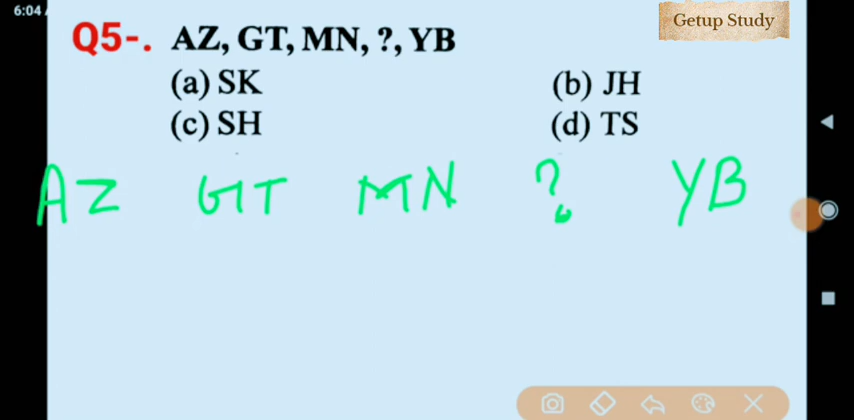 6:04
Getup Study
Q5-. AZ, GT, MN, ?, YB
(a) SK (b) JH
(c) SH (d) TS
AZ GT MN ? YB